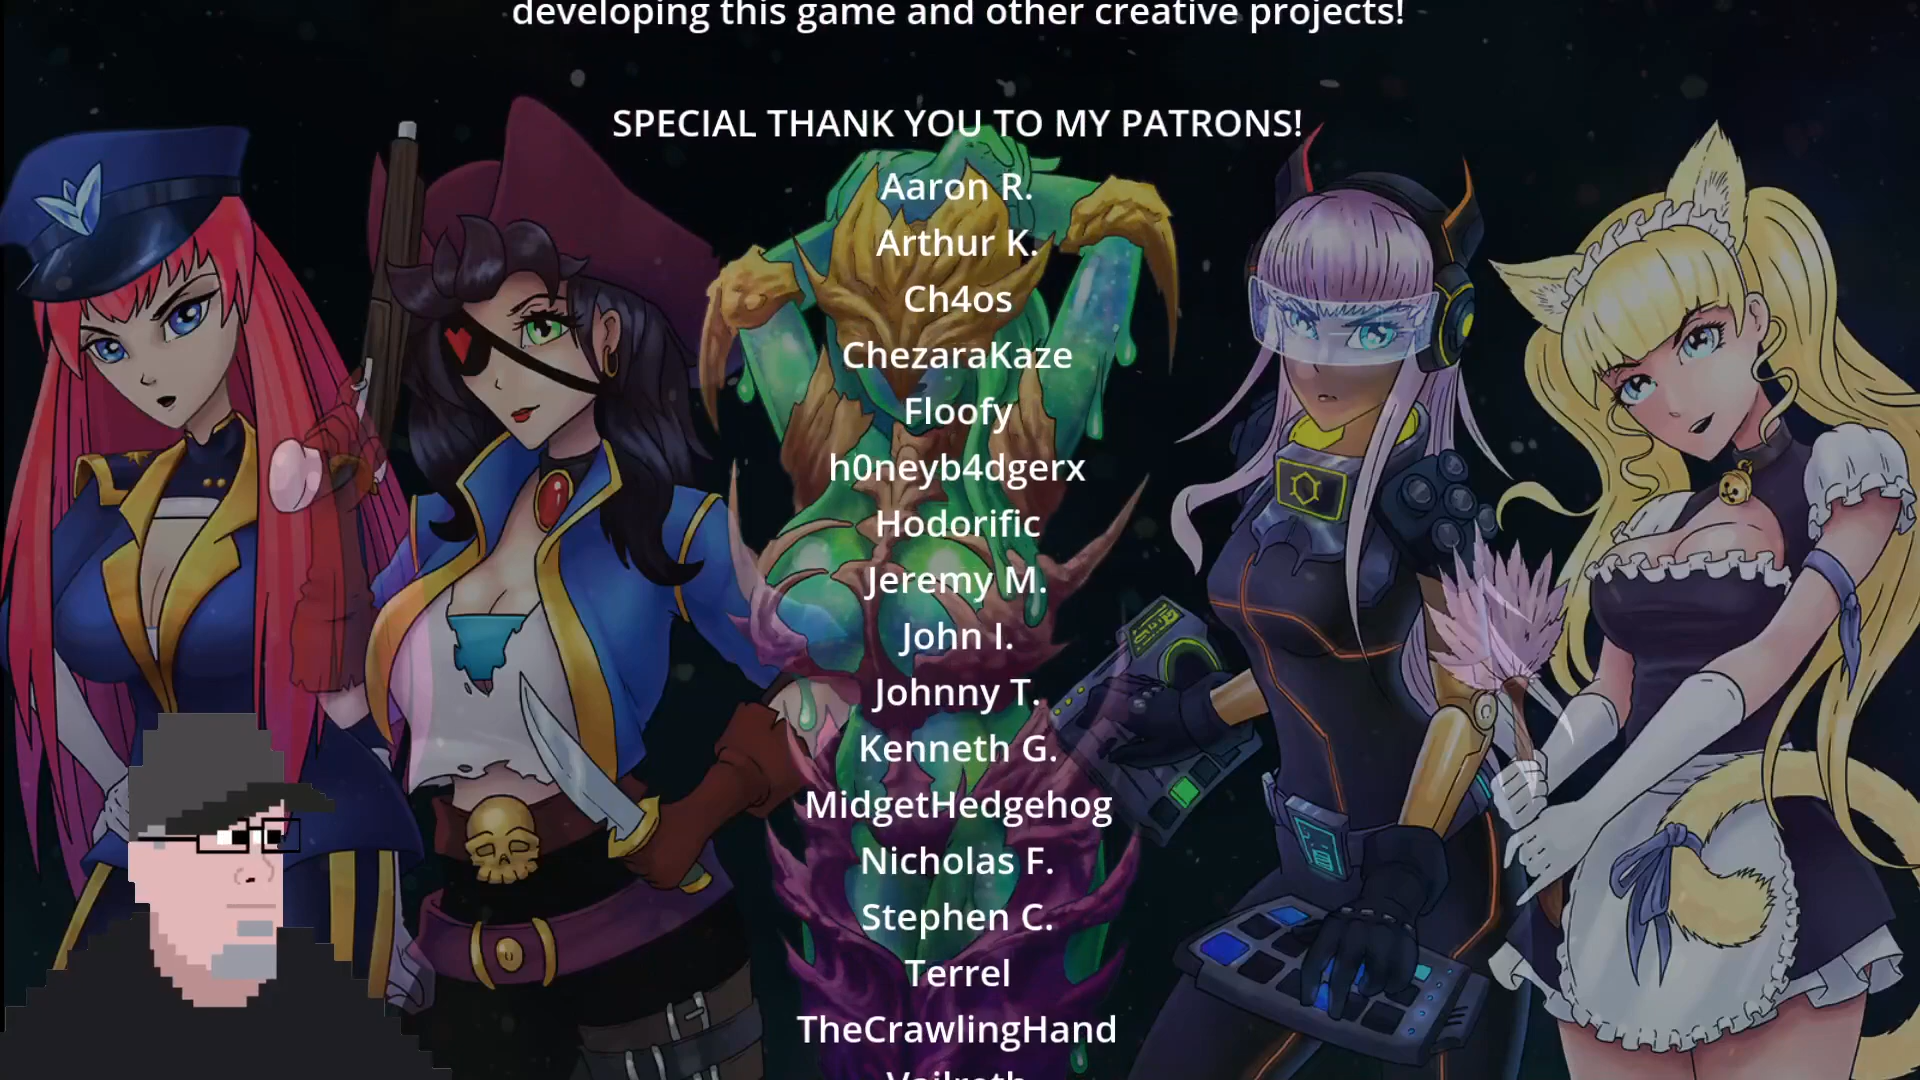 developing this game and other creative projects!
SPECIAL THANK YOU TO MY PATRONS!
Aaron R.
Arthur K.
Ch4os
ChezaraKaze
Floofy
h0neyb4dgerx
Hodorific
Jeremy M.
John I.
Johnny T.
Kenneth G.
MidgetHedgehog
Nicholas F.
Stephen C.
Terrel
TheCrawlingHand